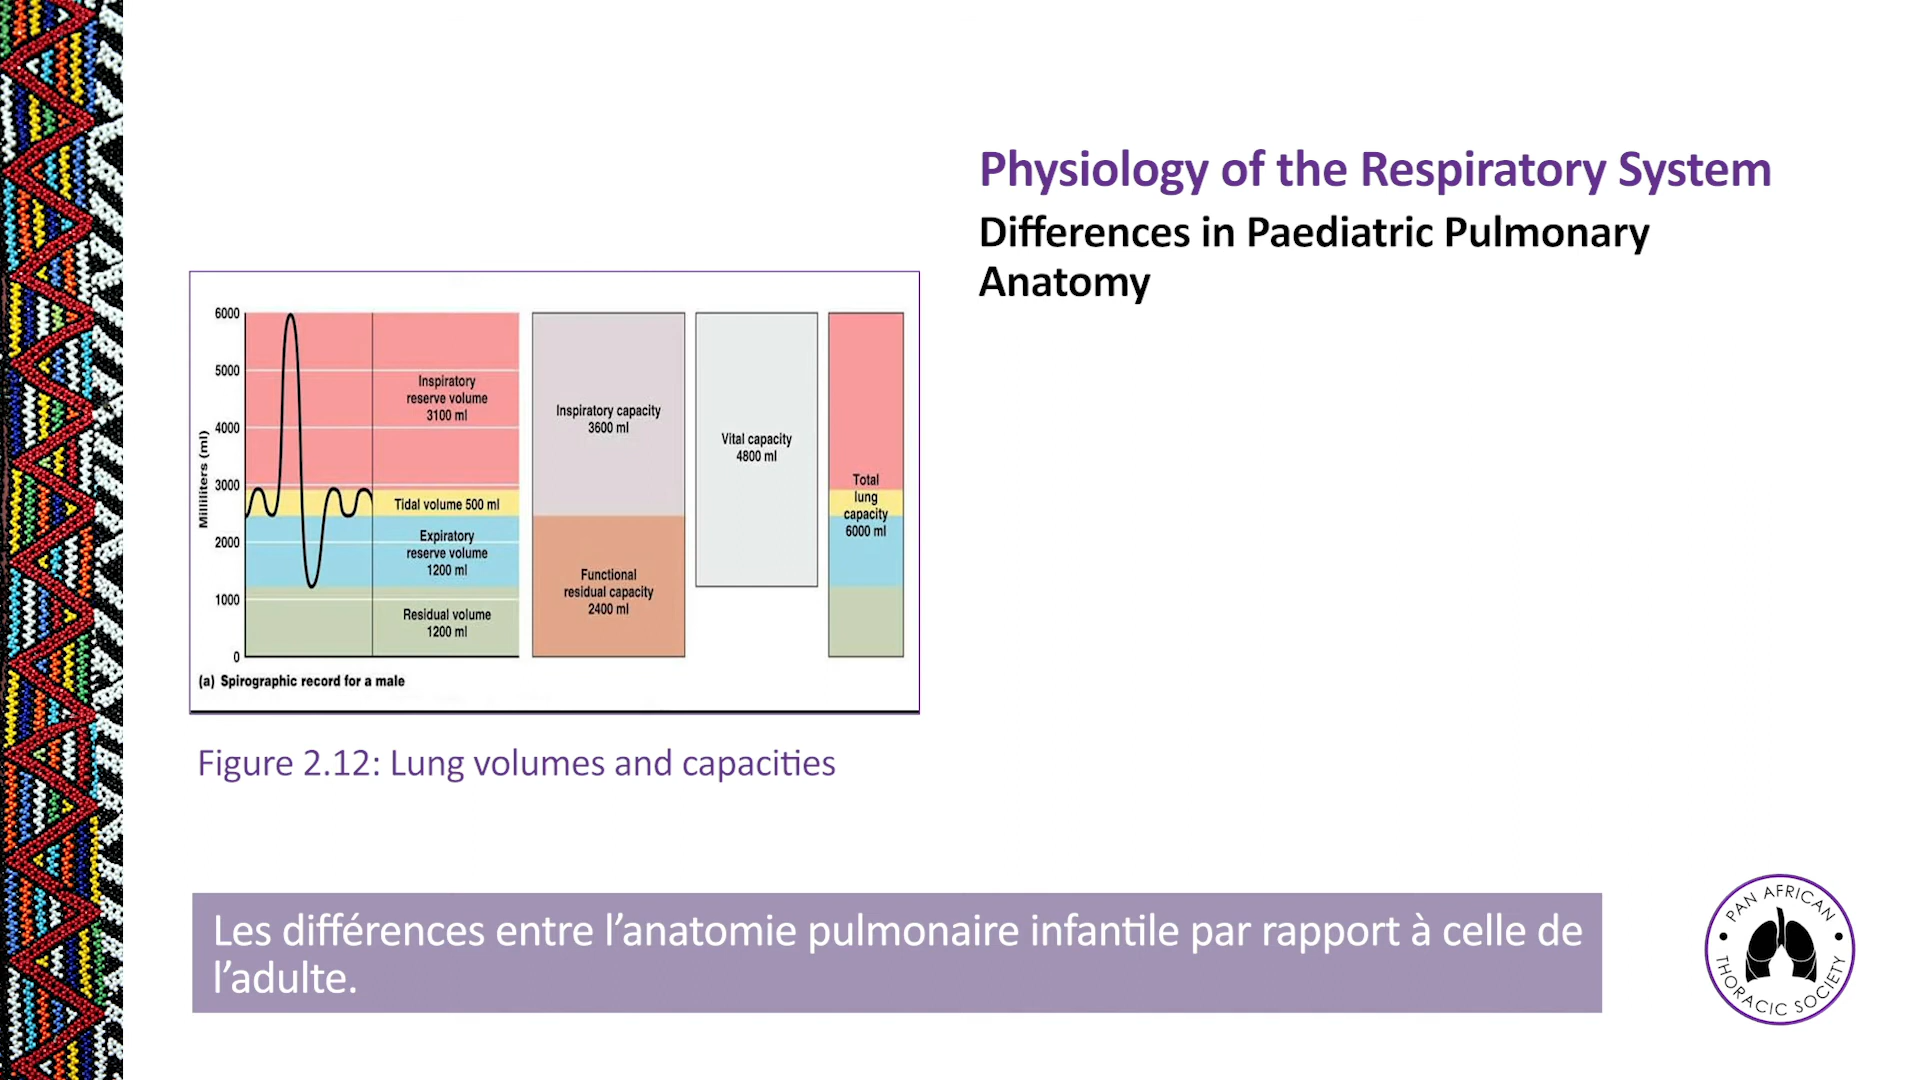 Physiology of the Respiratory System
Differences in Paediatric Pulmonary
Anatomy
Milliliters (ml)
6000
5000
4000
3000
2000
1000
0
Inspiratory
reserve volume
3100 ml
Tidal volume 500 ml
Expiratory
reserve volume
1200 ml
Residual volume
1200 ml
Inspiratory capacity
3600 ml
Functional
residual capacity
2400 ml
Vital capacity
4800 ml
Total
lung
capacity
6000 ml
(a) Spirographic record for a male
Figure 2.12: Lung volumes and capacities
Les différences entre l’anatomie pulmonaire infantile par rapport à celle de
l’adulte.
PAN AFRICAN
THORACIC SOCIETY